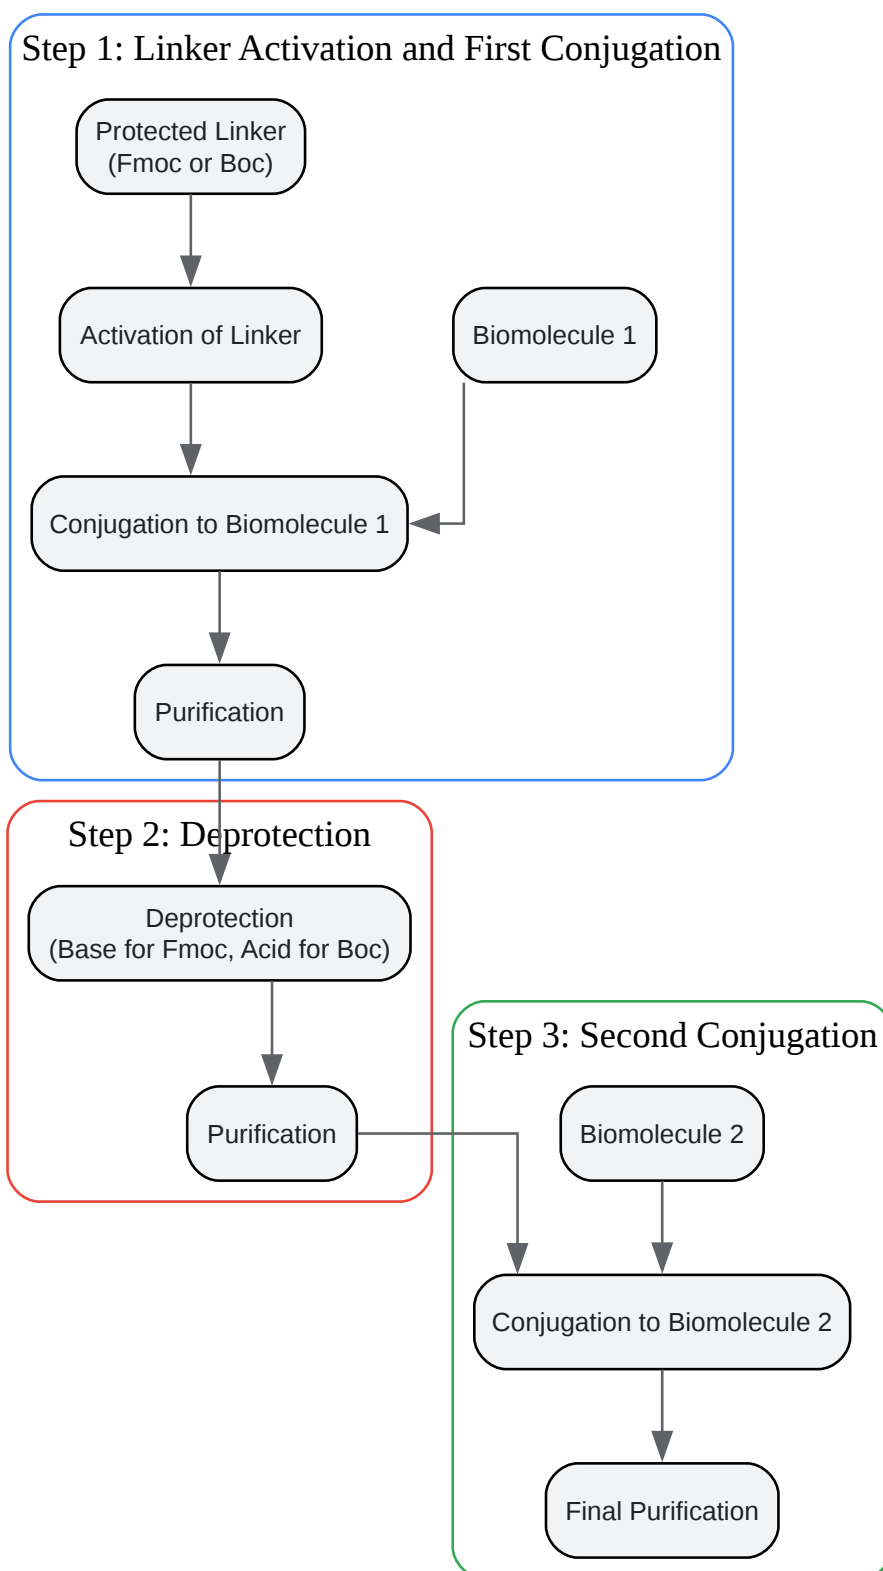 Step 1: Linker Activation and First Conjugation
Protected Linker
(Fmoc or Boc)
Activation of Linker
Biomolecule 1
Conjugation to Biomolecule 1
Purification
Step 2: Deprotection
Deprotection
(Base for Fmoc, Acid for Boc)
Purification
Step 3: Second Conjugation
Biomolecule 2
Conjugation to Biomolecule 2
Final Purification